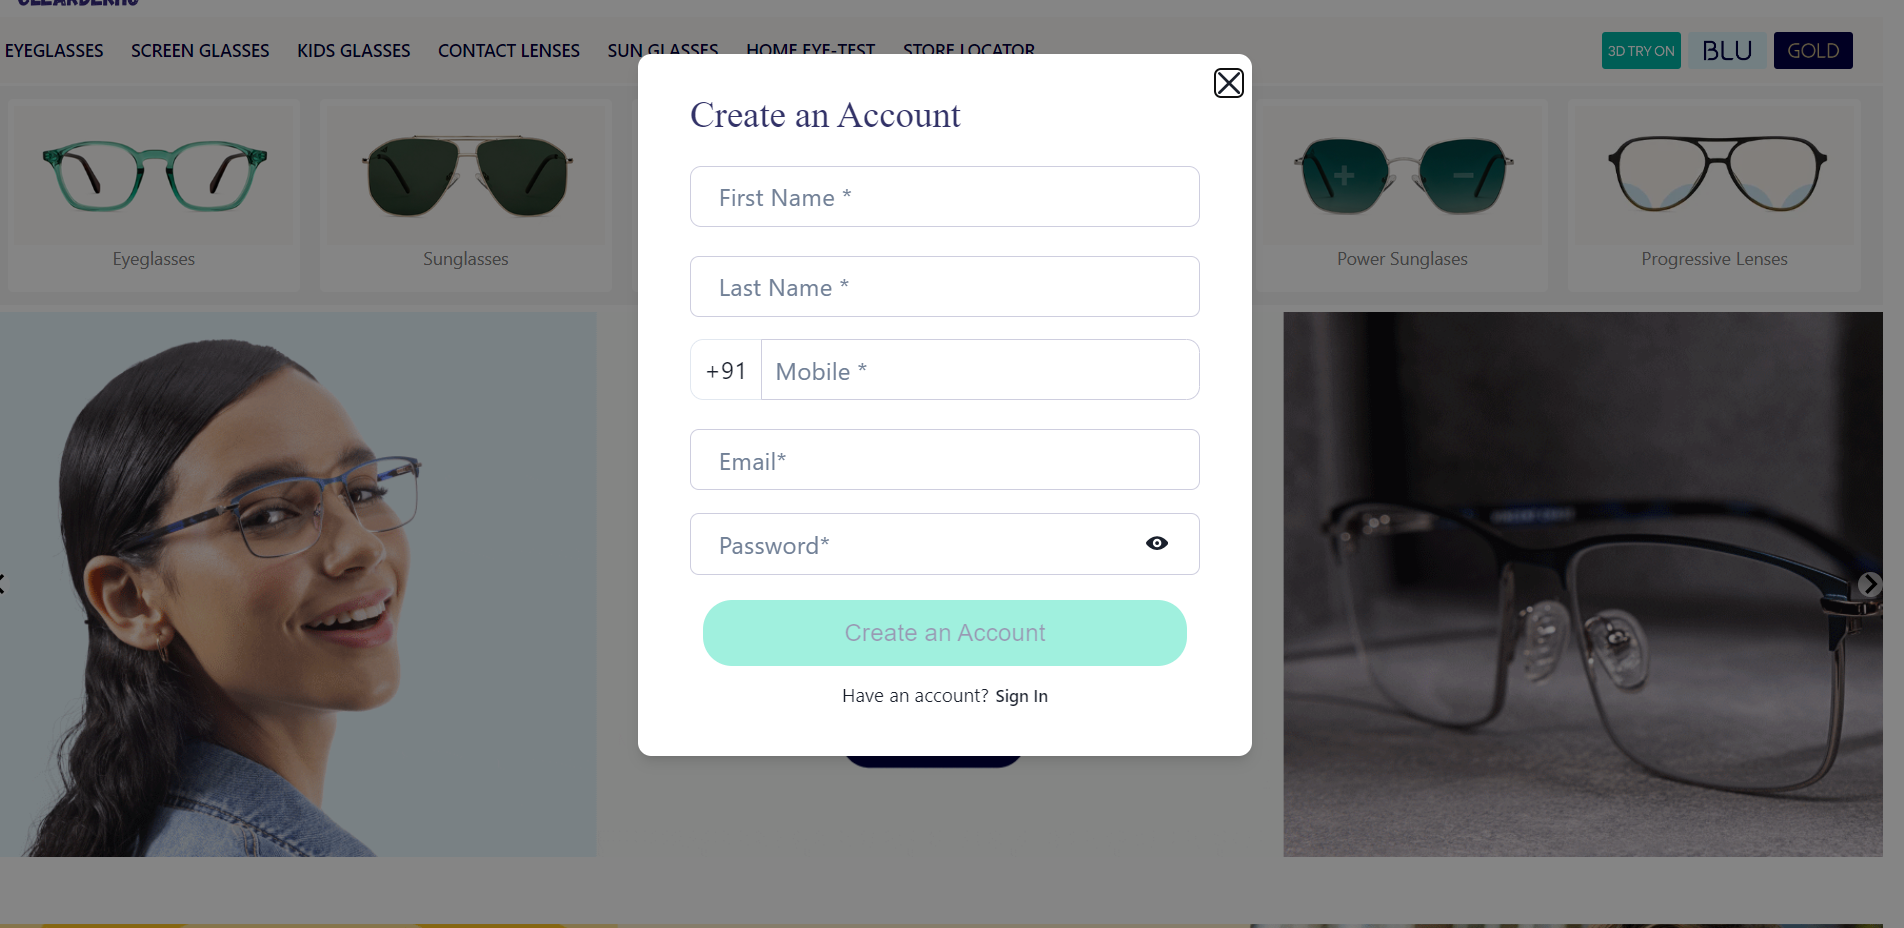 EYEGLASSES SCREEN GLASSES KIDS GLASSES CONTACT LENSES SUN GLASSES HOME EYE-TEST STORE LOCATOR
3D TRY ON BLU GOLD
Eyeglasses
Sunglasses
Power Sunglases
Progressive Lenses
Create an Account
First Name *
Last Name *
+91 Mobile *
Email*
Password*
Create an Account
Have an account? Sign In